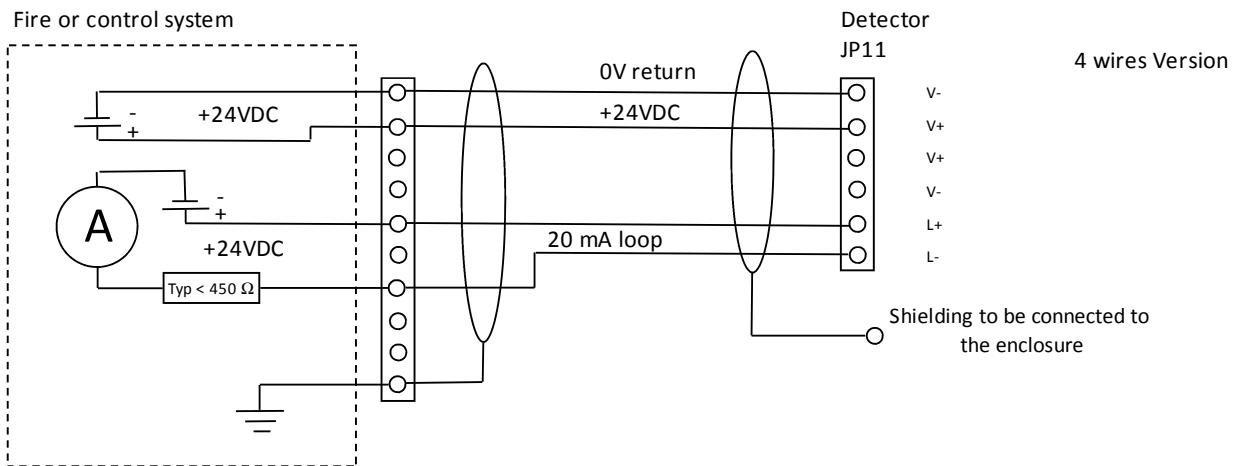 Fire or control system
Detector
JP11
4 wires Version
0V return
V-
-
+24VDC
+24VDC
+
V+
V+
V-
-
+
L+
A
+24VDC
20 mA loop
L-
Typ < 450 Ω
Shielding to be connected to
the enclosure